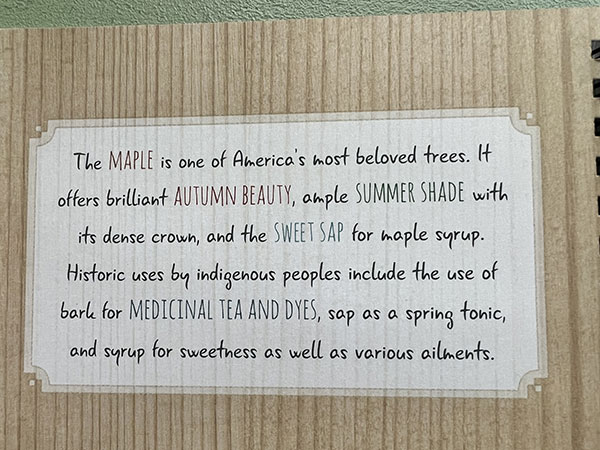 The MAPLE is one of America's most beloved trees. It
offers brilliant AUTUMN BEAUTY, ample SUMMER SHADE with
its dense crown, and the SWEET SAP for maple syrup.
Historic uses by indigenous peoples include the use of
bark for MEDICINAL TEA AND DYES, sap as a spring tonic,
and syrup for sweetness as well as various ailments.